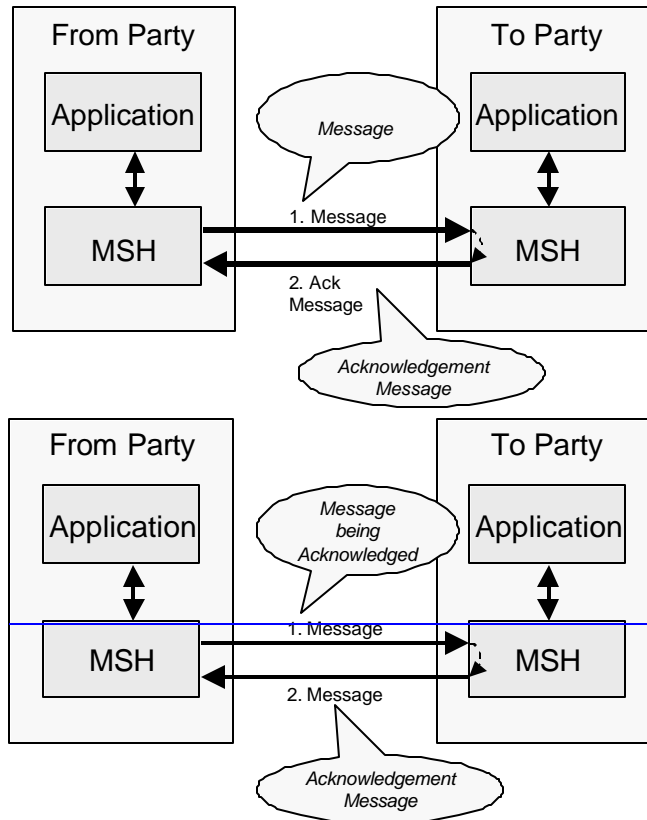 From Party
To Party
Application
Message
Application
1. Message
MSH
MSH
2. Ack
Message
Acknowledgement
Message
From Party
To Party
Application
Message
being
Acknowledged
Application
1. Message
MSH
MSH
2. Message
Acknowledgement
Message